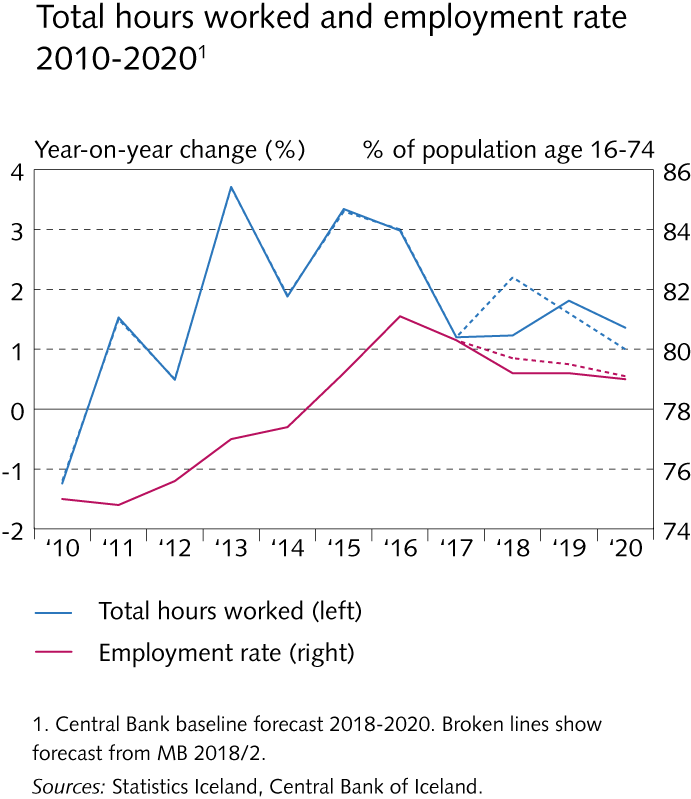 Total hours worked and employment rate
2010-2020¹
Year-on-year change (%)
% of population age 16-74
4
3
2
1
0
-1
-2
86
84
82
80
78
76
74
‘10 ‘11 ‘12 ‘13 ‘14 ‘15 ‘16 ‘17 ‘18 ‘19 ‘20
Total hours worked (left)
Employment rate (right)
1. Central Bank baseline forecast 2018-2020. Broken lines show
forecast from MB 2018/2.
Sources: Statistics Iceland, Central Bank of Iceland.